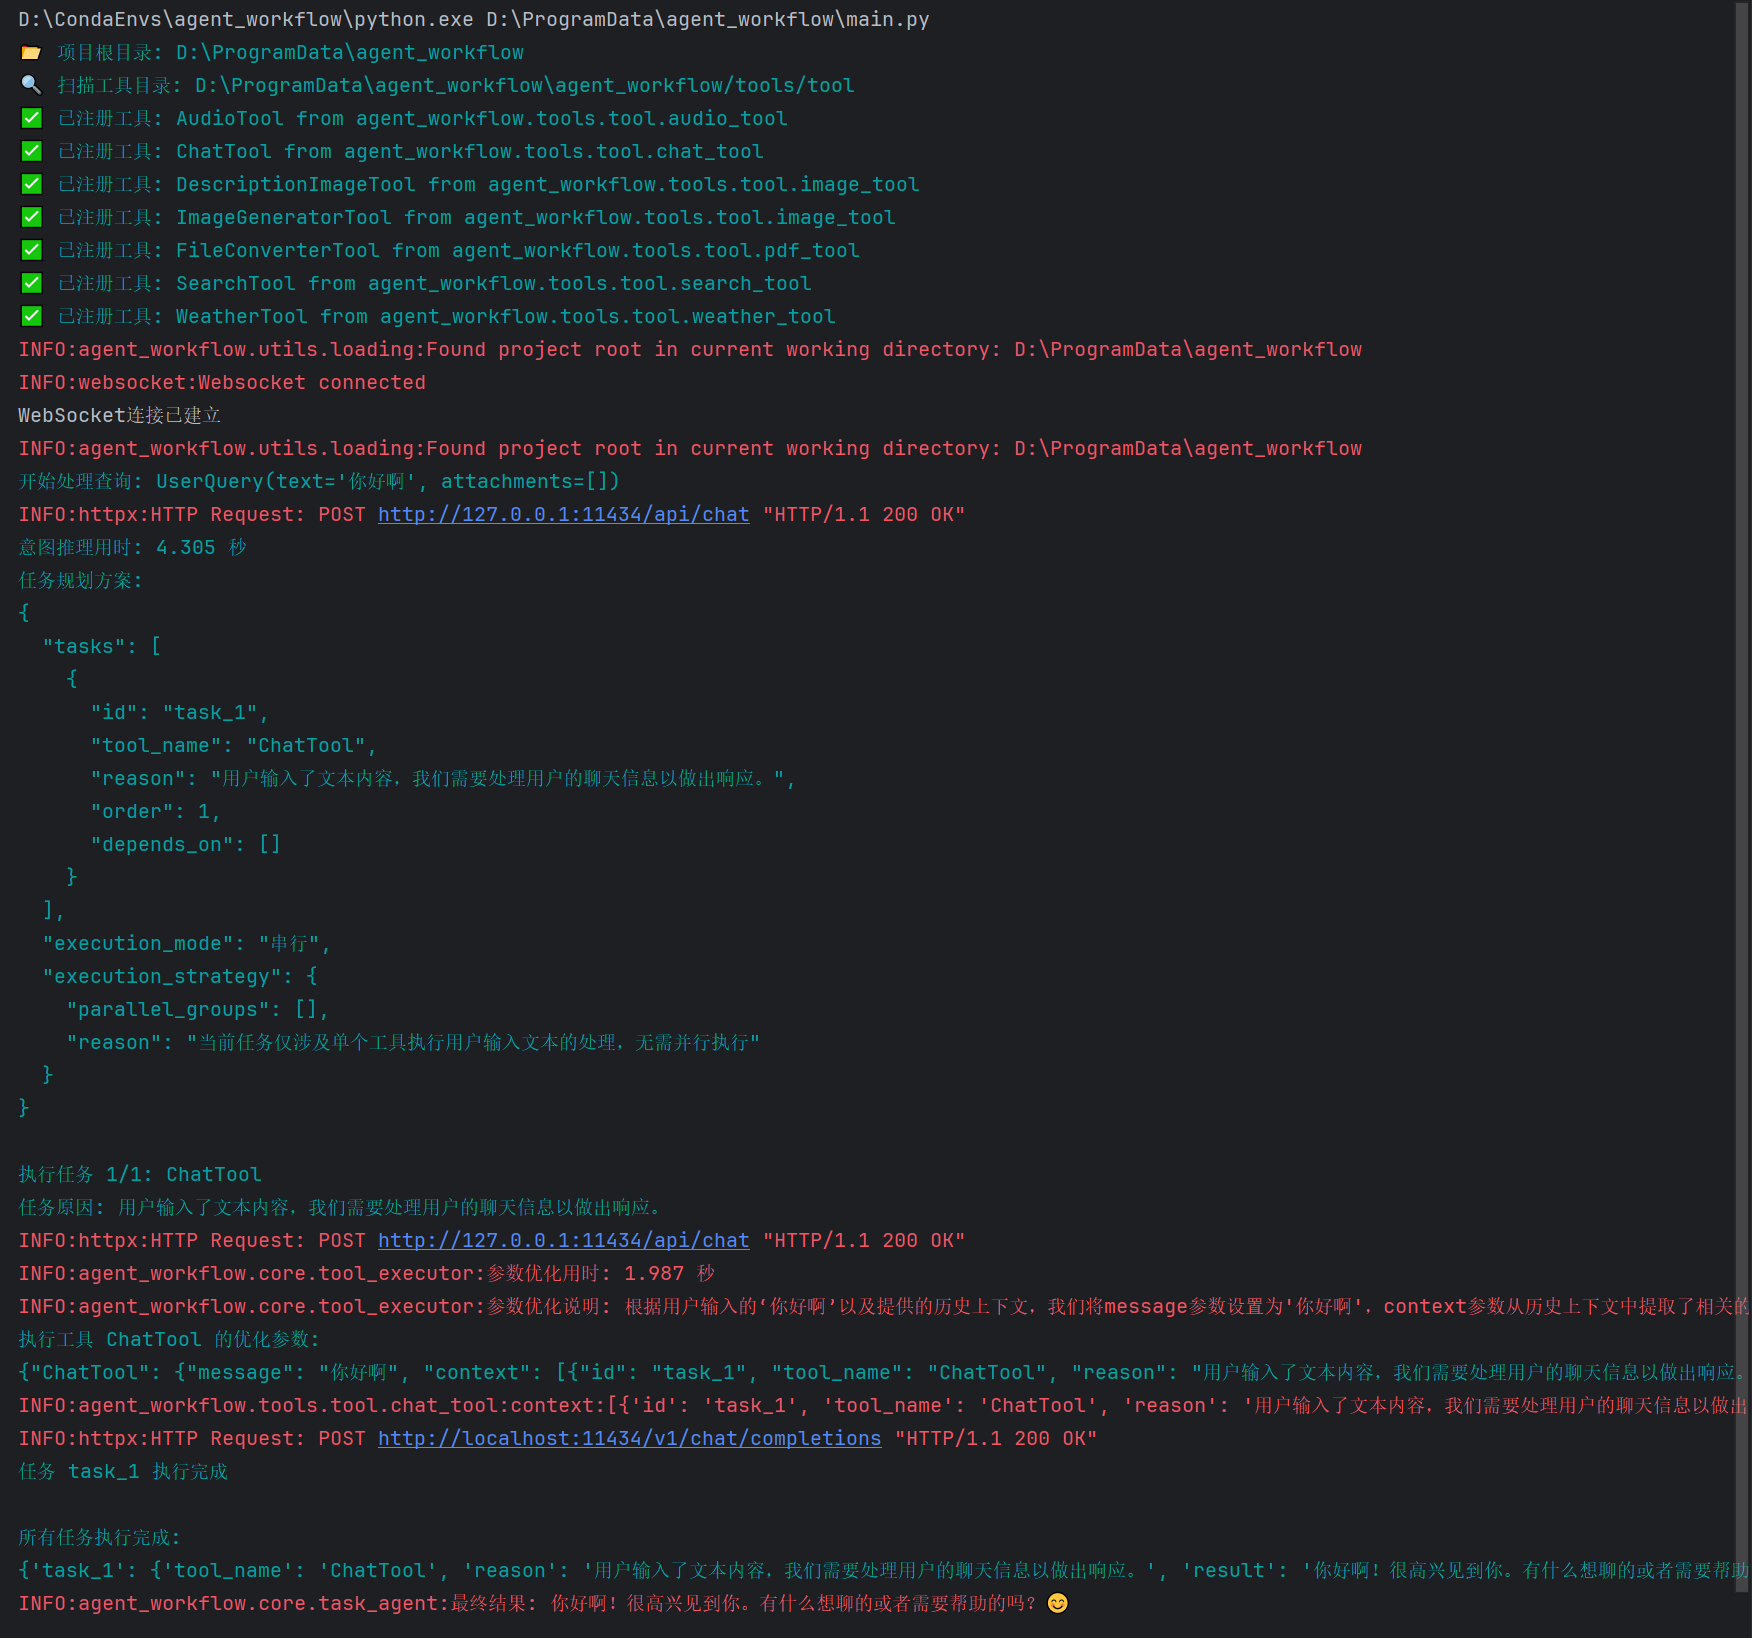 D:\CondaEnvs\agent_workflow\python.exe D:\ProgramData\agent_workflow\main.py
📂 项目根目录: D:\ProgramData\agent_workflow
🔍 扫描工具目录: D:\ProgramData\agent_workflow\agent_workflow/tools/tool
✅ 已注册工具: AudioTool from agent_workflow.tools.tool.audio_tool
✅ 已注册工具: ChatTool from agent_workflow.tools.tool.chat_tool
✅ 已注册工具: DescriptionImageTool from agent_workflow.tools.tool.image_tool
✅ 已注册工具: ImageGeneratorTool from agent_workflow.tools.tool.image_tool
✅ 已注册工具: FileConverterTool from agent_workflow.tools.tool.pdf_tool
✅ 已注册工具: SearchTool from agent_workflow.tools.tool.search_tool
✅ 已注册工具: WeatherTool from agent_workflow.tools.tool.weather_tool
INFO:agent_workflow.utils.loading:Found project root in current working directory: D:\ProgramData\agent_workflow
INFO:websocket:Websocket connected
WebSocket连接已建立
INFO:agent_workflow.utils.loading:Found project root in current working directory: D:\ProgramData\agent_workflow
开始处理查询: UserQuery(text='你好啊', attachments=[])
INFO:httpx:HTTP Request: POST http://127.0.0.1:11434/api/chat "HTTP/1.1 200 OK"
意图推理用时: 4.305 秒
任务规划方案:
{
  "tasks": [
    {
      "id": "task_1",
      "tool_name": "ChatTool",
      "reason": "用户输入了文本内容，我们需要处理用户的聊天信息以做出响应。",
      "order": 1,
      "depends_on": []
    }
  ],
  "execution_mode": "串行",
  "execution_strategy": {
    "parallel_groups": [],
    "reason": "当前任务仅涉及单个工具执行用户输入文本的处理，无需并行执行"
  }
}
执行任务 1/1: ChatTool
任务原因: 用户输入了文本内容，我们需要处理用户的聊天信息以做出响应。
INFO:httpx:HTTP Request: POST http://127.0.0.1:11434/api/chat "HTTP/1.1 200 OK"
INFO:agent_workflow.core.tool_executor:参数优化用时: 1.987 秒
INFO:agent_workflow.core.tool_executor:参数优化说明: 根据用户输入的‘你好啊’以及提供的历史上下文，我们将message参数设置为'你好啊'，context参数从历史上下文中提取了相关的
执行工具 ChatTool 的优化参数:
{"ChatTool": {"message": "你好啊", "context": [{"id": "task_1", "tool_name": "ChatTool", "reason": "用户输入了文本内容，我们需要处理用户的聊天信息以做出响应。
INFO:agent_workflow.tools.tool.chat_tool:context:[{'id': 'task_1', 'tool_name': 'ChatTool', 'reason': '用户输入了文本内容，我们需要处理用户的聊天信息以做出
INFO:httpx:HTTP Request: POST http://localhost:11434/v1/chat/completions "HTTP/1.1 200 OK"
任务 task_1 执行完成
所有任务执行完成:
{'task_1': {'tool_name': 'ChatTool', 'reason': '用户输入了文本内容，我们需要处理用户的聊天信息以做出响应。', 'result': '你好啊！很高兴见到你。有什么想聊的或者需要帮助
INFO:agent_workflow.core.task_agent:最终结果: 你好啊！很高兴见到你。有什么想聊的或者需要帮助的吗？😊